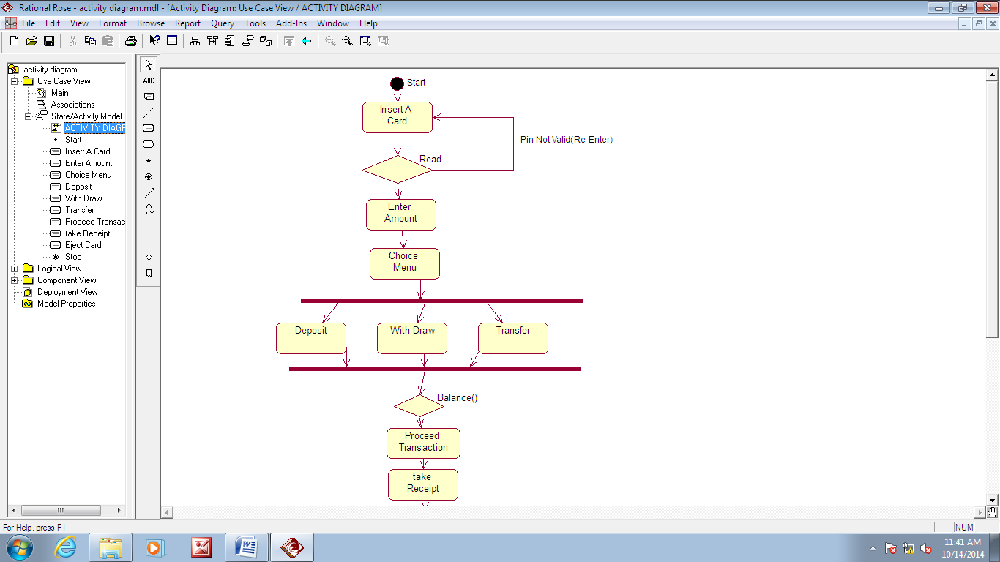 Rational Rose - activity diagram.mdl - [Activity Diagram: Use Case View / ACTIVITY DIAGRAM]
File Edit View Format Browse Report Query Tools Add-Ins Window Help
activity diagram
Use Case View
Main
Associations
State/Activity Model
ACTIVITY DIAGR
Start
Insert A Card
Enter Amount
Choice Menu
Deposit
With Draw
Transfer
Proceed Transac
take Receipt
Eject Card
Stop
Logical View
Component View
Deployment View
Model Properties
ABC
Start
Insert A
Card
Pin Not Valid(Re-Enter)
Read
Enter
Amount
Choice
Menu
Deposit
With Draw
Transfer
Balance()
Proceed
Transaction
take
Receipt
For Help, press F1
NUM
11:41 AM
10/14/2014